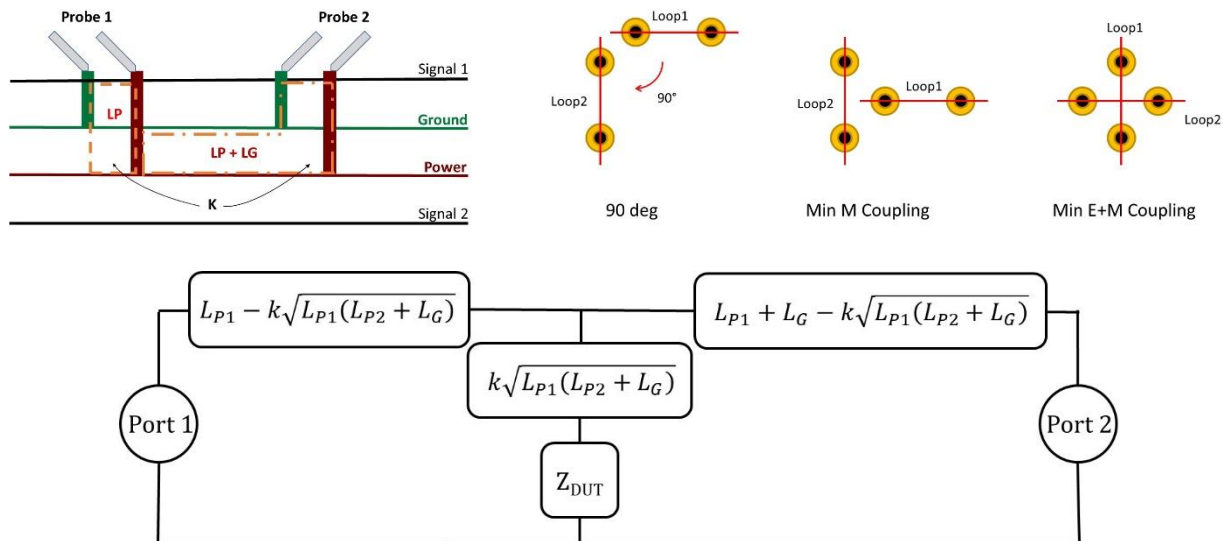 Probe 1
Probe 2
Signal 1
LP
Ground
LP + LG
Power
K
Signal 2
Loop1
Loop2
90°
90 deg
Loop1
Loop2
Min M Coupling
Loop1
Loop2
Min E+M Coupling
L_{P1} − k√(L_{P1}(L_{P2} + L_G))
L_{P1} + L_G − k√(L_{P1}(L_{P2} + L_G))
k√(L_{P1}(L_{P2} + L_G))
Port 1
Port 2
Z_{DUT}